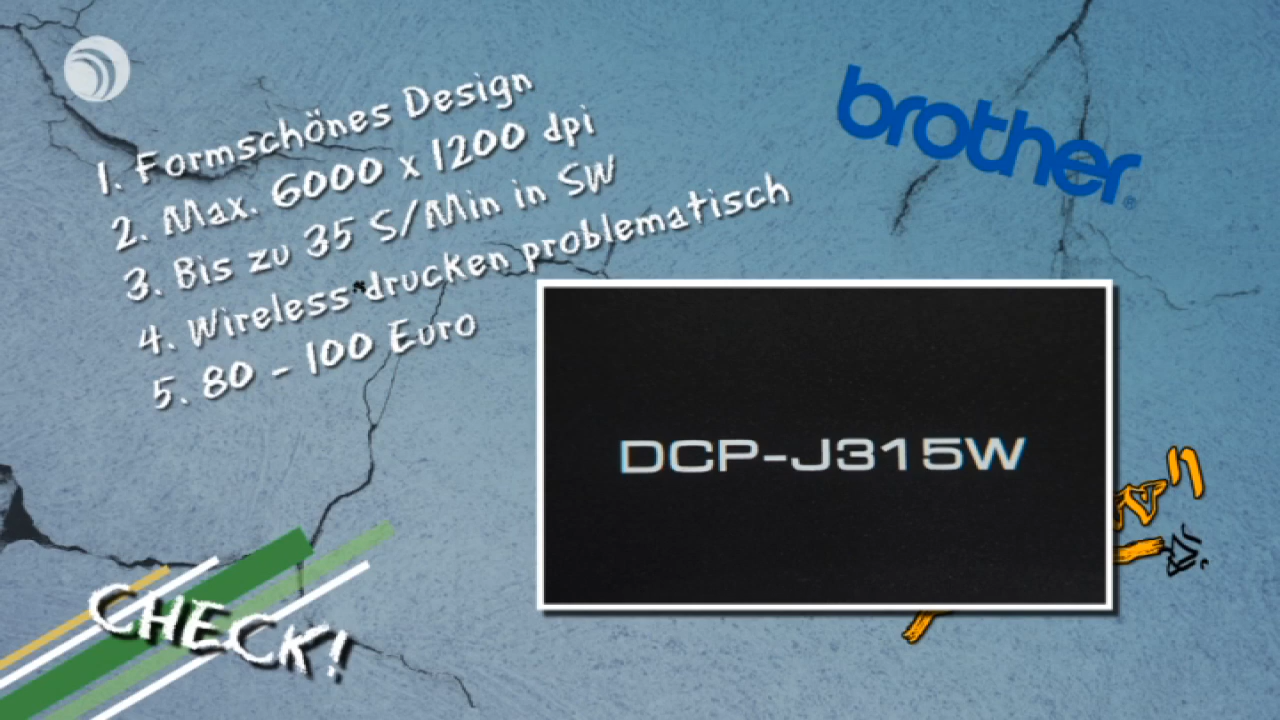 1. Formschönes Design
2. Max. 6000 x 1200 dpi
3. Bis zu 35 S/Min in SW
4. Wireless drucken problematisch
5. 80 - 100 Euro
brother®
DCP-J315W
CHECK!